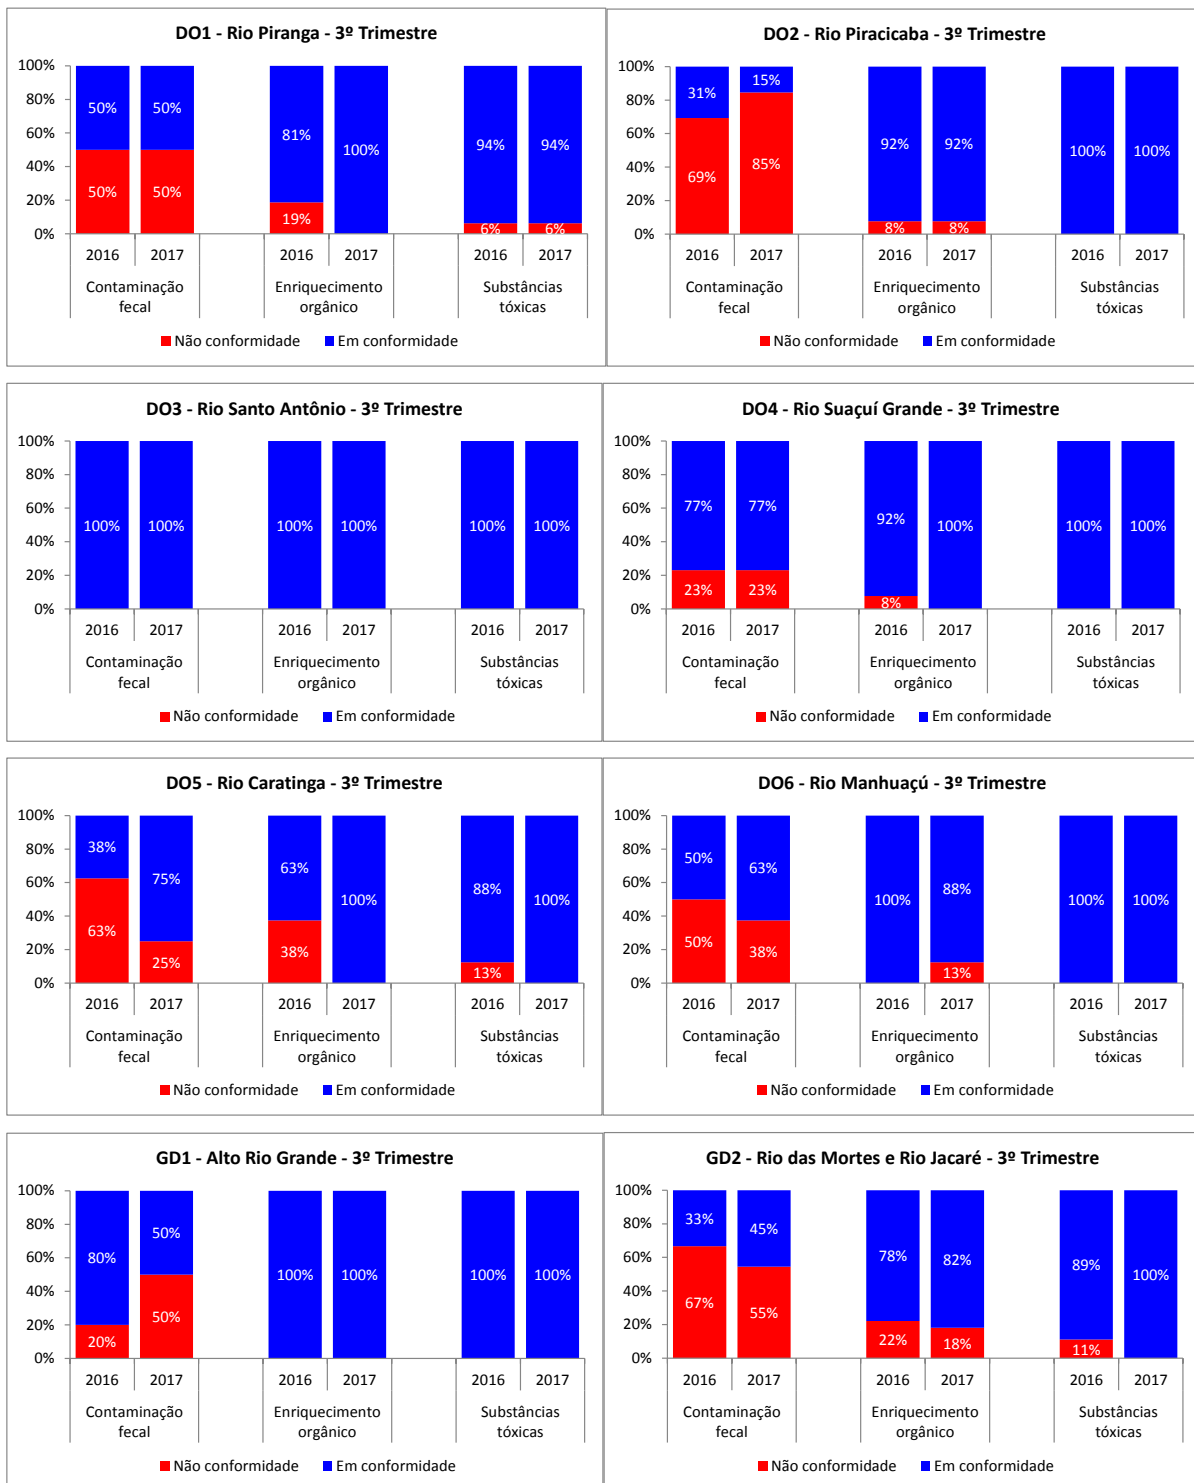 DO1 - Rio Piranga - 3º Trimestre
100%
80%
60%
40%
20%
0%
50%
50%
50%
50%
81%
19%
100%
94%
6%
94%
6%
2016 2017 2016 2017 2016 2017
Contaminação fecal
Enriquecimento orgânico
Substâncias tóxicas
Não conformidade Em conformidade
DO2 - Rio Piracicaba - 3º Trimestre
100%
80%
60%
40%
20%
0%
31%
69%
15%
85%
92%
8%
92%
8%
100%
100%
2016 2017 2016 2017 2016 2017
Contaminação fecal
Enriquecimento orgânico
Substâncias tóxicas
Não conformidade Em conformidade
DO3 - Rio Santo Antônio - 3º Trimestre
100%
80%
60%
40%
20%
0%
100% 100% 100% 100% 100% 100%
2016 2017 2016 2017 2016 2017
Contaminação fecal
Enriquecimento orgânico
Substâncias tóxicas
Não conformidade Em conformidade
DO4 - Rio Suaçuí Grande - 3º Trimestre
100%
80%
60%
40%
20%
0%
77%
23%
77%
23%
92%
8%
100%
100%
100%
2016 2017 2016 2017 2016 2017
Contaminação fecal
Enriquecimento orgânico
Substâncias tóxicas
Não conformidade Em conformidade
DO5 - Rio Caratinga - 3º Trimestre
100%
80%
60%
40%
20%
0%
38%
63%
75%
25%
63%
38%
100%
88%
13%
100%
2016 2017 2016 2017 2016 2017
Contaminação fecal
Enriquecimento orgânico
Substâncias tóxicas
Não conformidade Em conformidade
DO6 - Rio Manhuaçú - 3º Trimestre
100%
80%
60%
40%
20%
0%
50%
50%
63%
38%
100%
88%
13%
100%
100%
2016 2017 2016 2017 2016 2017
Contaminação fecal
Enriquecimento orgânico
Substâncias tóxicas
Não conformidade Em conformidade
GD1 - Alto Rio Grande - 3º Trimestre
100%
80%
60%
40%
20%
0%
80%
20%
50%
50%
100%
100%
100%
100%
2016 2017 2016 2017 2016 2017
Contaminação fecal
Enriquecimento orgânico
Substâncias tóxicas
Não conformidade Em conformidade
GD2 - Rio das Mortes e Rio Jacaré - 3º Trimestre
100%
80%
60%
40%
20%
0%
33%
67%
45%
55%
78%
22%
82%
18%
89%
11%
100%
2016 2017 2016 2017 2016 2017
Contaminação fecal
Enriquecimento orgânico
Substâncias tóxicas
Não conformidade Em conformidade